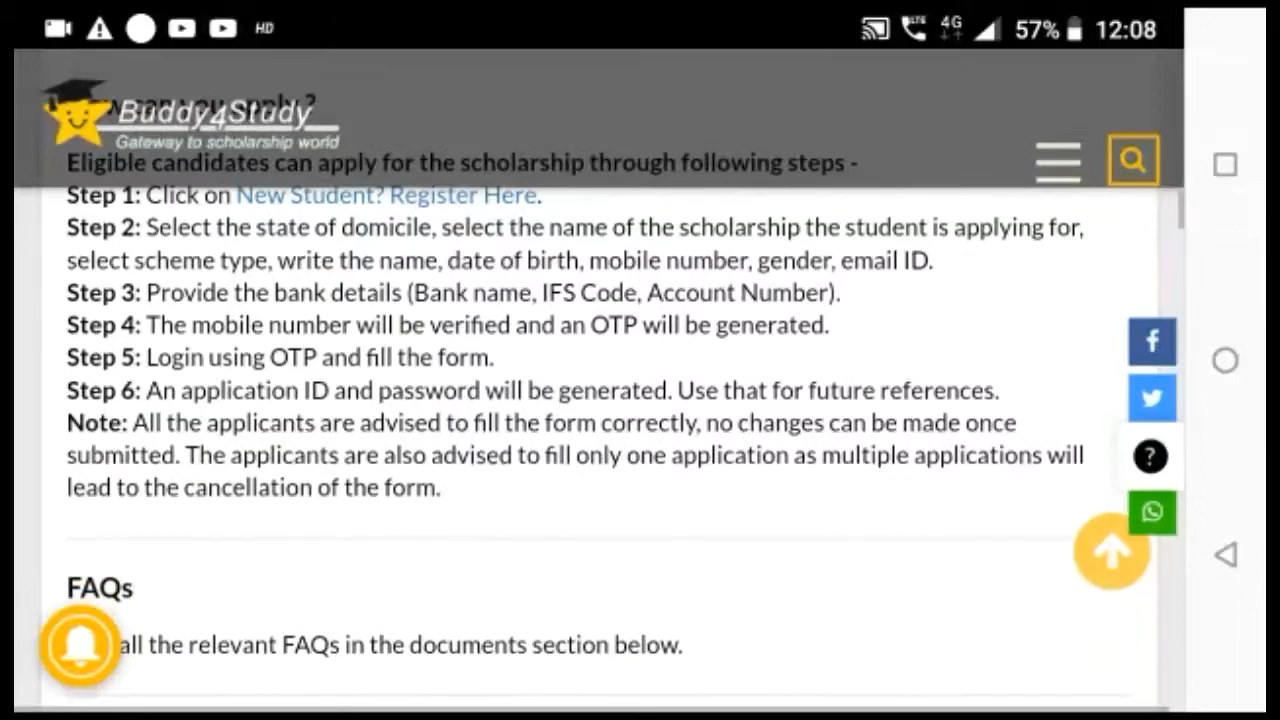 HD LTE 4G 57% 12:08
can you apply ?
Buddy4Study
Gateway to scholarship world
Eligible candidates can apply for the scholarship through following steps -
Step 1: Click on New Student? Register Here.
Step 2: Select the state of domicile, select the name of the scholarship the student is applying for,
select scheme type, write the name, date of birth, mobile number, gender, email ID.
Step 3: Provide the bank details (Bank name, IFS Code, Account Number).
Step 4: The mobile number will be verified and an OTP will be generated.
Step 5: Login using OTP and fill the form.
Step 6: An application ID and password will be generated. Use that for future references.
Note: All the applicants are advised to fill the form correctly, no changes can be made once
submitted. The applicants are also advised to fill only one application as multiple applications will
lead to the cancellation of the form.
f
?
FAQs
all the relevant FAQs in the documents section below.